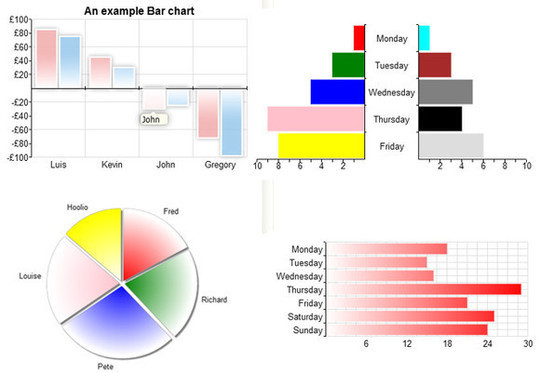 An example Bar chart
£100
£80
£60
£40
£20
-£20
-£40
-£60
-£80
-£100
John
Luis Kevin John Gregory
Monday
Tuesday
Wednesday
Thursday
Friday
10 8 6 4 2
2 4 6 8 10
Hoolio
Fred
Louise
Richard
Pete
Monday
Tuesday
Wednesday
Thursday
Friday
Saturday
Sunday
6 12 18 24 30